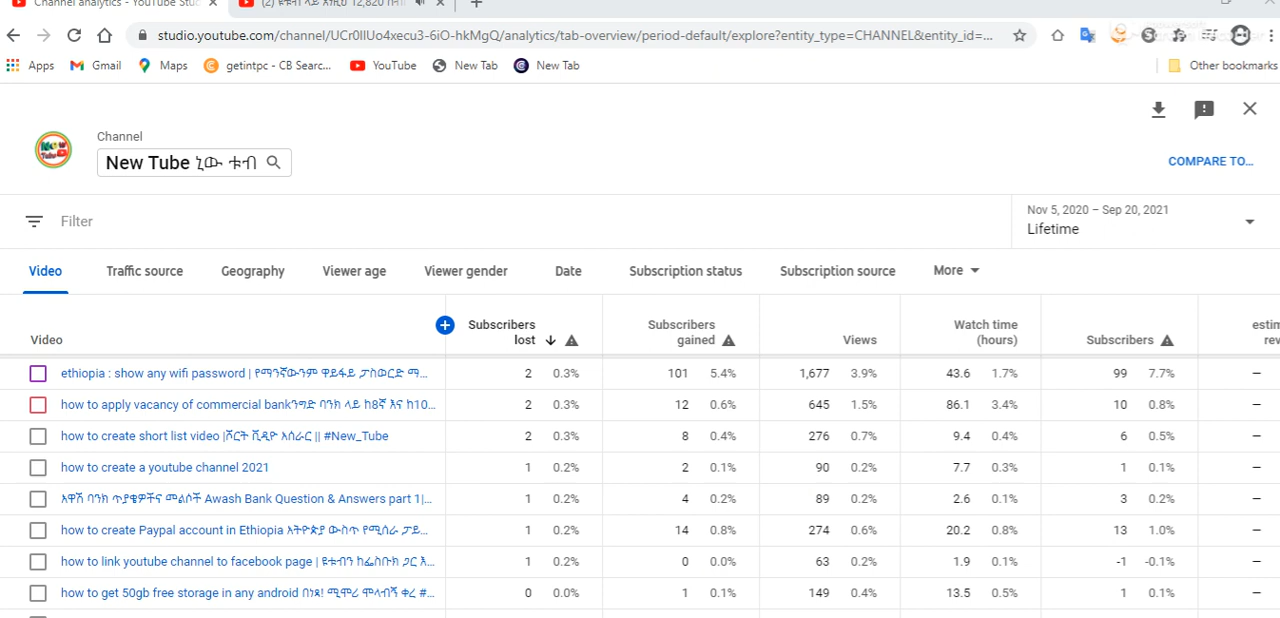 Channel analytics - YouTube Stu
studio.youtube.com/channel/UCr0IIUo4xecu3-6iO-hkMgQ/analytics/tab-overview/period-default/explore?entity_type=CHANNEL&entity_id=...
Apps Gmail Maps getintpc - CB Searc... YouTube New Tab New Tab Other bookmarks
Channel
New Tube ኒው ቱብ
COMPARE TO...
Filter
Nov 5, 2020 – Sep 20, 2021
Lifetime
Video Traffic source Geography Viewer age Viewer gender Date Subscription status Subscription source More
Video Subscribers lost Subscribers gained Views Watch time (hours) Subscribers estim rev
ethiopia : show any wifi password | የማንኛውንም ዋይፋይ ፓስወርድ ማ... 2 0.3% 101 5.4% 1,677 3.9% 43.6 1.7% 99 7.7% –
how to apply vacancy of commercial bankንግድ ባንክ ላይ ከ8ኛ እና ከ10... 2 0.3% 12 0.6% 645 1.5% 86.1 3.4% 10 0.8% –
how to create short list video |ሾርት ቪዲዮ አሰራር || #New_Tube 2 0.3% 8 0.4% 276 0.7% 9.4 0.4% 6 0.5% –
how to create a youtube channel 2021 1 0.2% 2 0.1% 90 0.2% 7.7 0.3% 1 0.1% –
አዋሽ ባንክ ጥያቄዎችና መልሶች Awash Bank Question & Answers part 1|... 1 0.2% 4 0.2% 89 0.2% 2.6 0.1% 3 0.2% –
how to create Paypal account in Ethiopia ኢትዮጵያ ውስጥ የሚሰራ ፓይ... 1 0.2% 14 0.8% 274 0.6% 20.2 0.8% 13 1.0% –
how to link youtube channel to facebook page | ዩቱብን ከፌስቡክ ጋር እ... 1 0.2% 0 0.0% 63 0.2% 1.9 0.1% -1 -0.1% –
how to get 50gb free storage in any android በነጻ! ሚሞሪ ሞላብኝ ቀረ #... 0 0.0% 1 0.1% 149 0.4% 13.5 0.5% 1 0.1% –